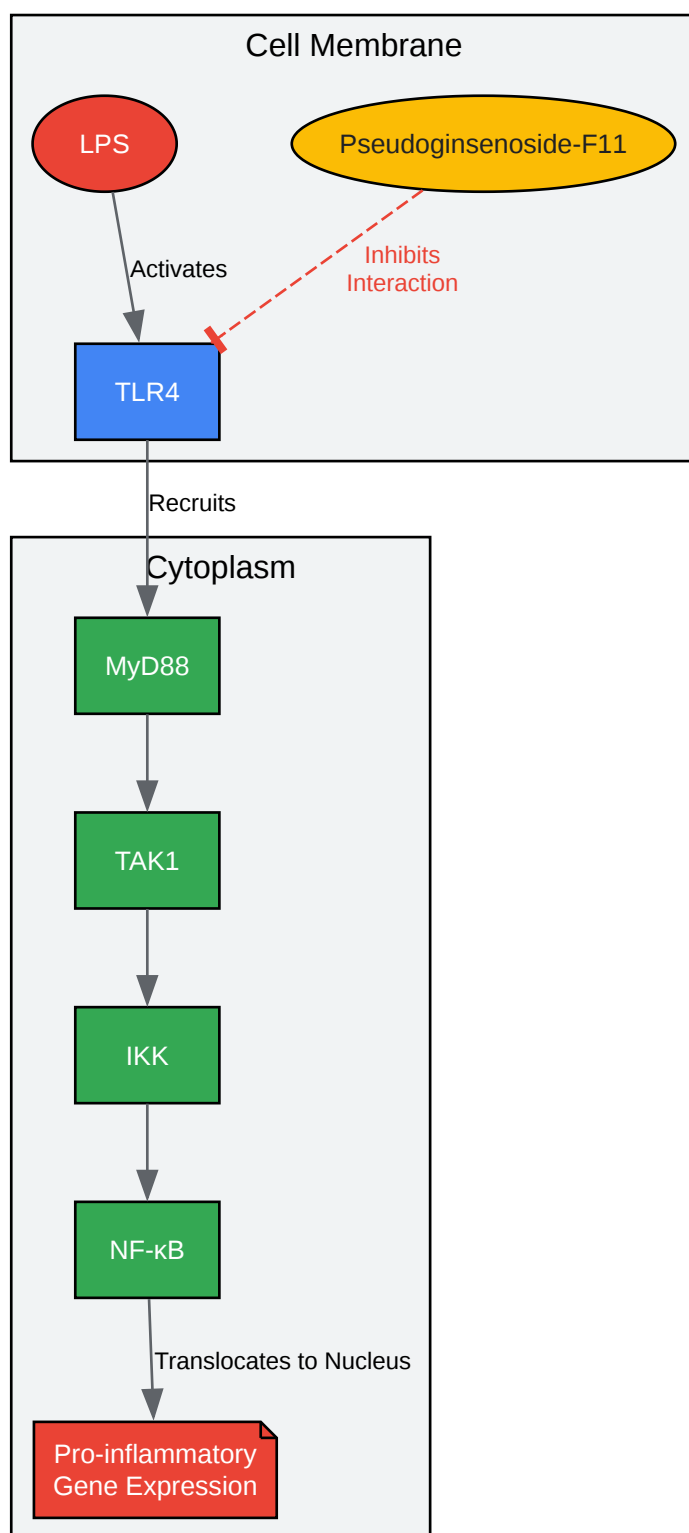 Cell Membrane
LPS
Pseudoginsenoside-F11
Activates
Inhibits
Interaction
TLR4
Recruits
Cytoplasm
MyD88
TAK1
IKK
NF-κB
Translocates to Nucleus
Pro-inflammatory
Gene Expression